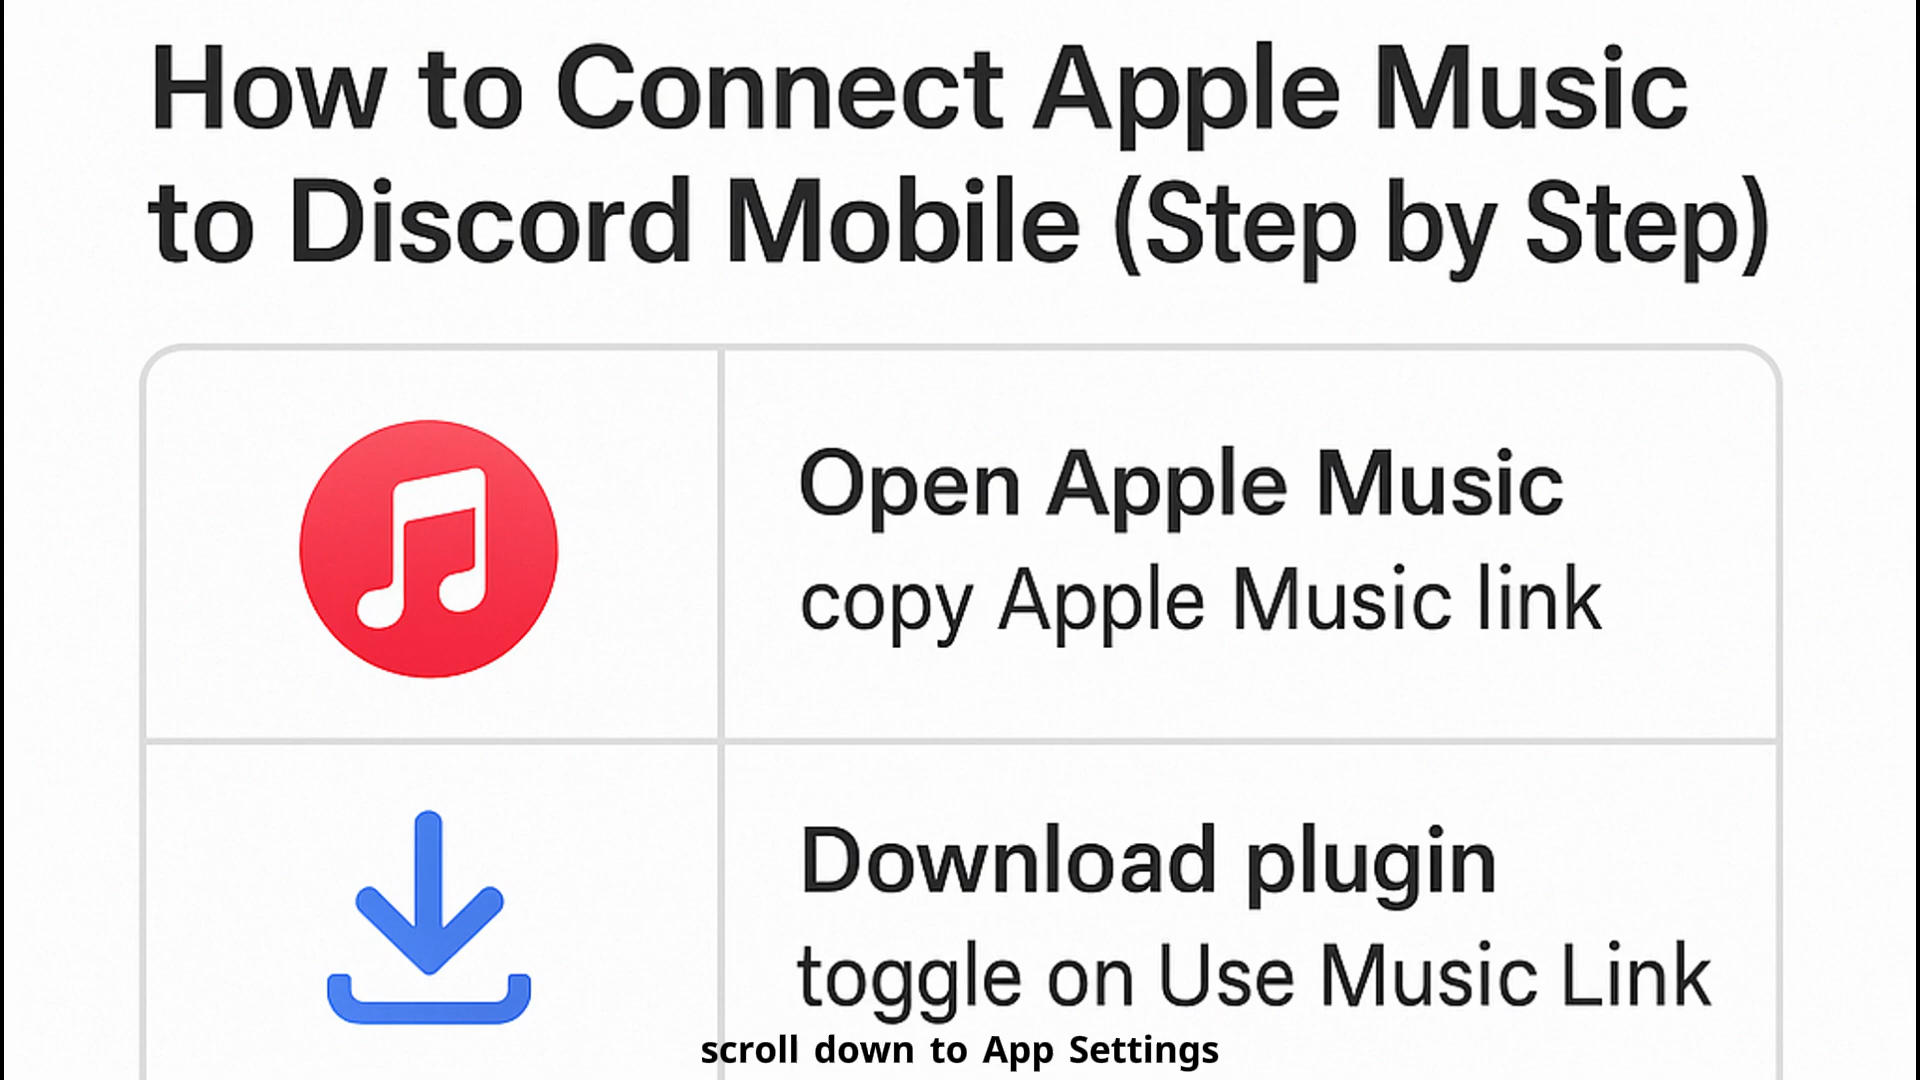 How to Connect Apple Music
to Discord Mobile (Step by Step)
Open Apple Music
copy Apple Music link
Download plugin
toggle on Use Music Link
scroll down to App Settings